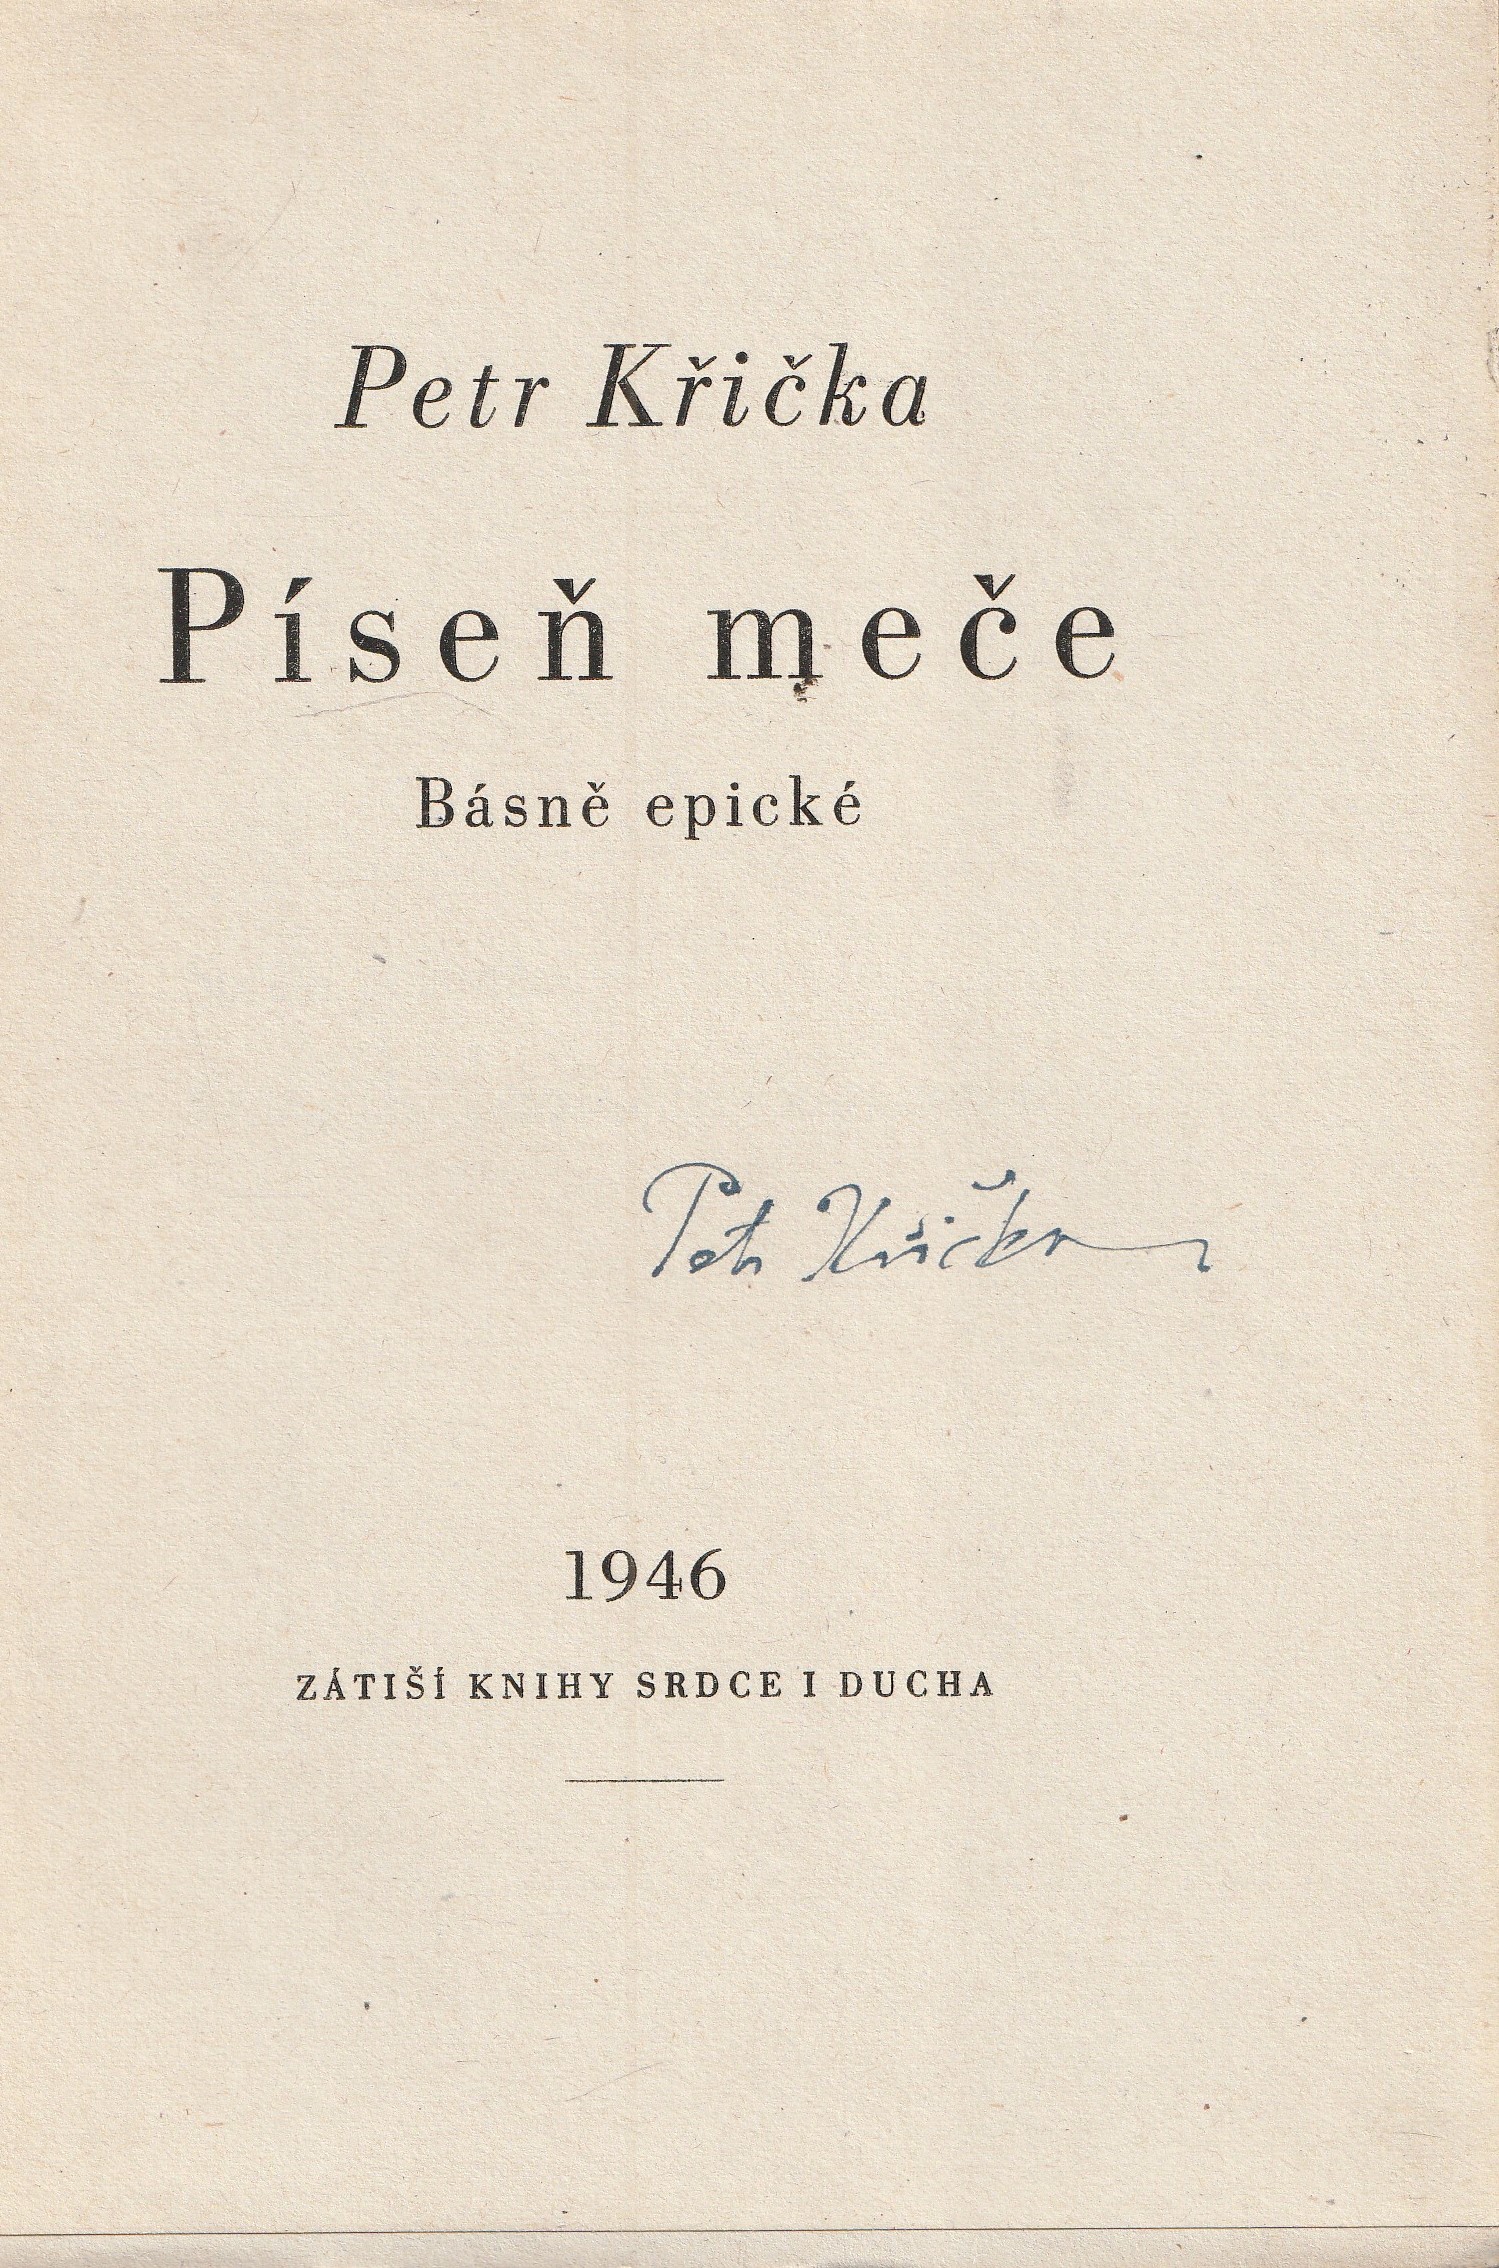 Petr Křička
Píseň meče
Básně epické
Petr Křička
1946
ZÁTIŠÍ KNIHY SRDCE I DUCHA